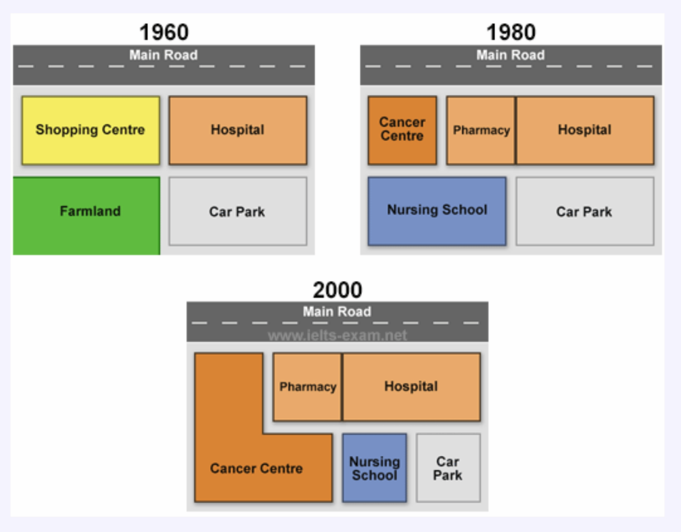 1960
Main Road
Shopping Centre
Hospital
Farmland
Car Park
1980
Main Road
Cancer
Centre
Pharmacy
Hospital
Nursing School
Car Park
2000
Main Road
www.ielts-exam.net
Pharmacy
Hospital
Cancer Centre
Nursing
School
Car
Park